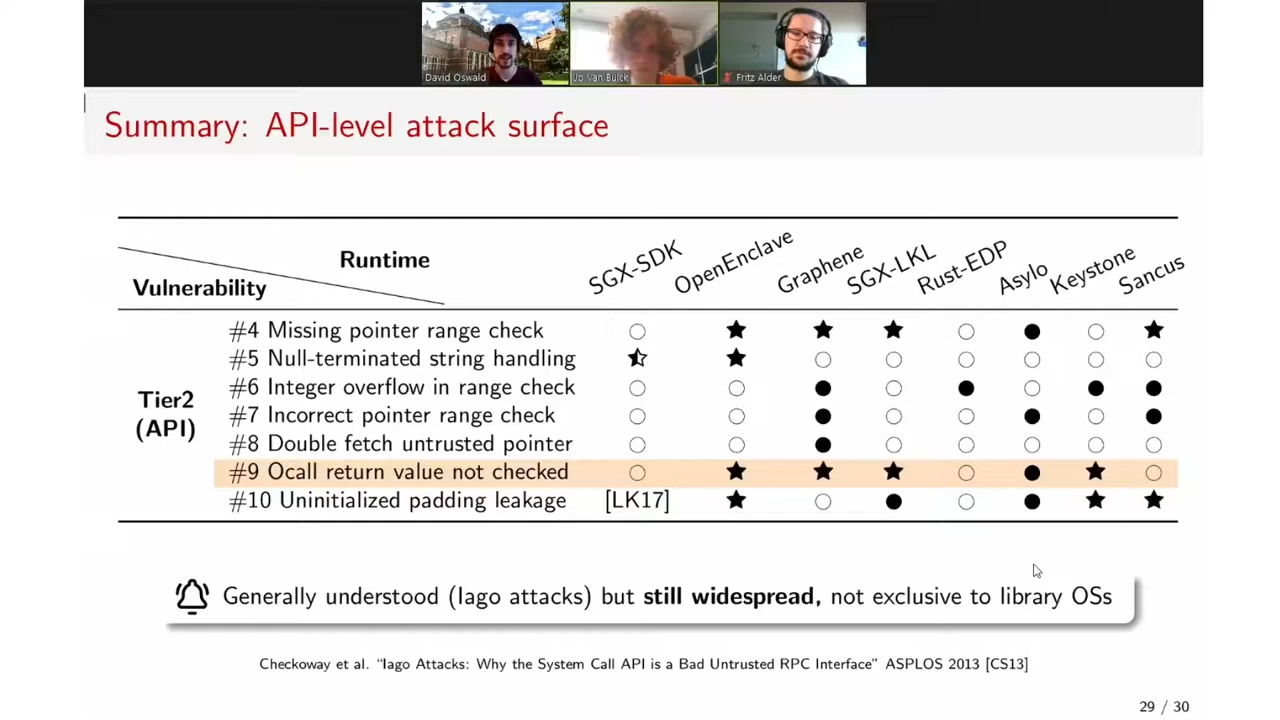 David Oswald
Jo Van Bulck
Fritz Alder
Summary: API-level attack surface
Runtime
Vulnerability
SGX-SDK
OpenEnclave
Graphene
SGX-LKL
Rust-EDP
Asylo
Keystone
Sancus
Tier2
(API)
#4 Missing pointer range check ○ ★ ★ ★ ○ ● ○ ★
#5 Null-terminated string handling ⯪ ★ ○ ○ ○ ○ ○ ○
#6 Integer overflow in range check ○ ○ ● ○ ● ○ ● ●
#7 Incorrect pointer range check ○ ○ ● ○ ○ ● ○ ●
#8 Double fetch untrusted pointer ○ ○ ● ○ ○ ○ ○ ○
#9 Ocall return value not checked ○ ★ ★ ★ ○ ● ★ ○
#10 Uninitialized padding leakage [LK17] ★ ○ ● ○ ● ★ ★
Generally understood (Iago attacks) but still widespread, not exclusive to library OSs
Checkoway et al. "Iago Attacks: Why the System Call API is a Bad Untrusted RPC Interface" ASPLOS 2013 [CS13]
29 / 30